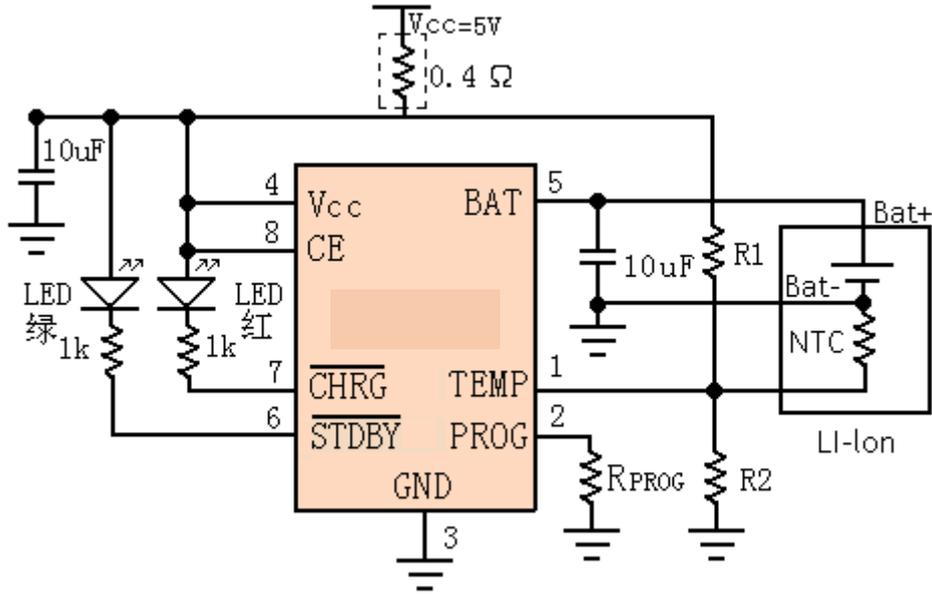 Vcc=5V
0.4 Ω
10uF
4
Vcc
BAT
5
Bat+
8
CE
10uF
R1
LED
绿
LED
红
Bat-
1k
1k
NTC
7
CHRG
TEMP
1
6
STDBY
PROG
2
LI-lon
GND
RPROG
R2
3